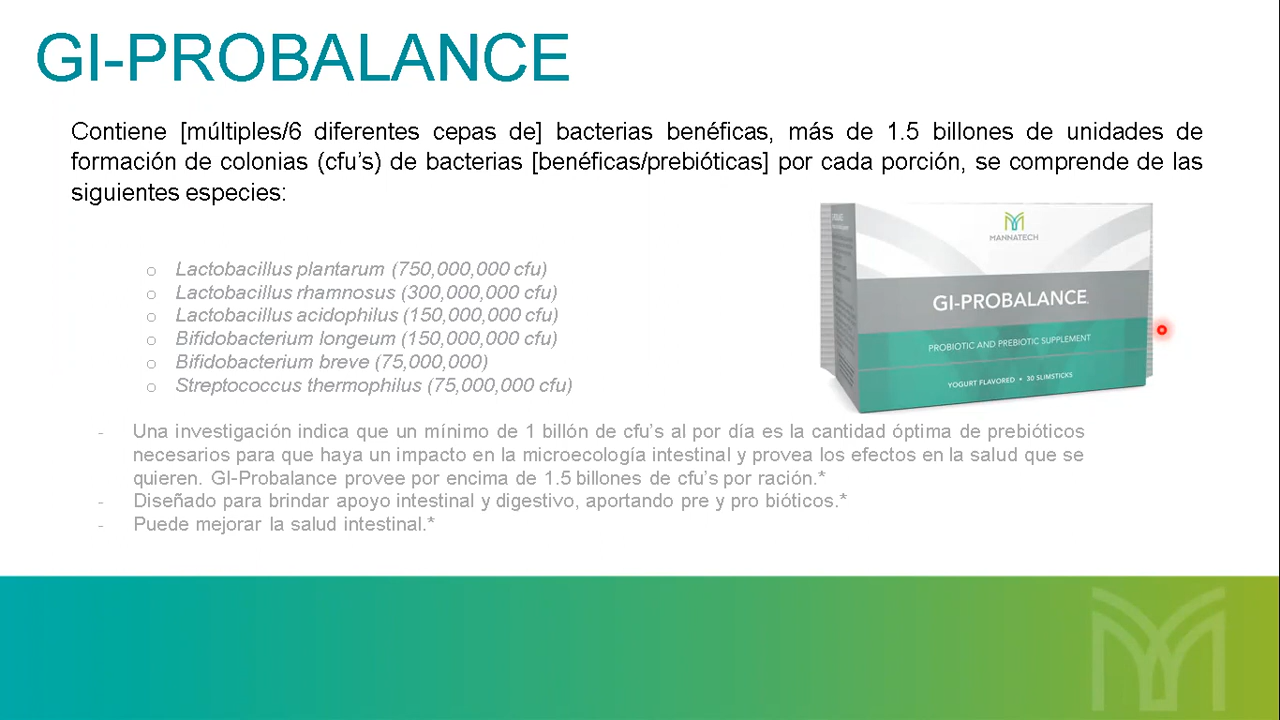 GI-PROBALANCE
Contiene [múltiples/6 diferentes cepas de] bacterias benéficas, más de 1.5 billones de unidades de
formación de colonias (cfu’s) de bacterias [benéficas/prebióticas] por cada porción, se comprende de las
siguientes especies:
MANNATECH
GI-PROBALANCE
PROBIOTIC AND PREBIOTIC SUPPLEMENT
YOGURT FLAVORED • 30 SLIMSTICKS
o Lactobacillus plantarum (750,000,000 cfu)
o Lactobacillus rhamnosus (300,000,000 cfu)
o Lactobacillus acidophilus (150,000,000 cfu)
o Bifidobacterium longeum (150,000,000 cfu)
o Bifidobacterium breve (75,000,000)
o Streptococcus thermophilus (75,000,000 cfu)
- Una investigación indica que un mínimo de 1 billón de cfu’s al por día es la cantidad óptima de prebióticos
necesarios para que haya un impacto en la microecología intestinal y provea los efectos en la salud que se
quieren. GI-Probalance provee por encima de 1.5 billones de cfu’s por ración.*
- Diseñado para brindar apoyo intestinal y digestivo, aportando pre y pro bióticos.*
- Puede mejorar la salud intestinal.*